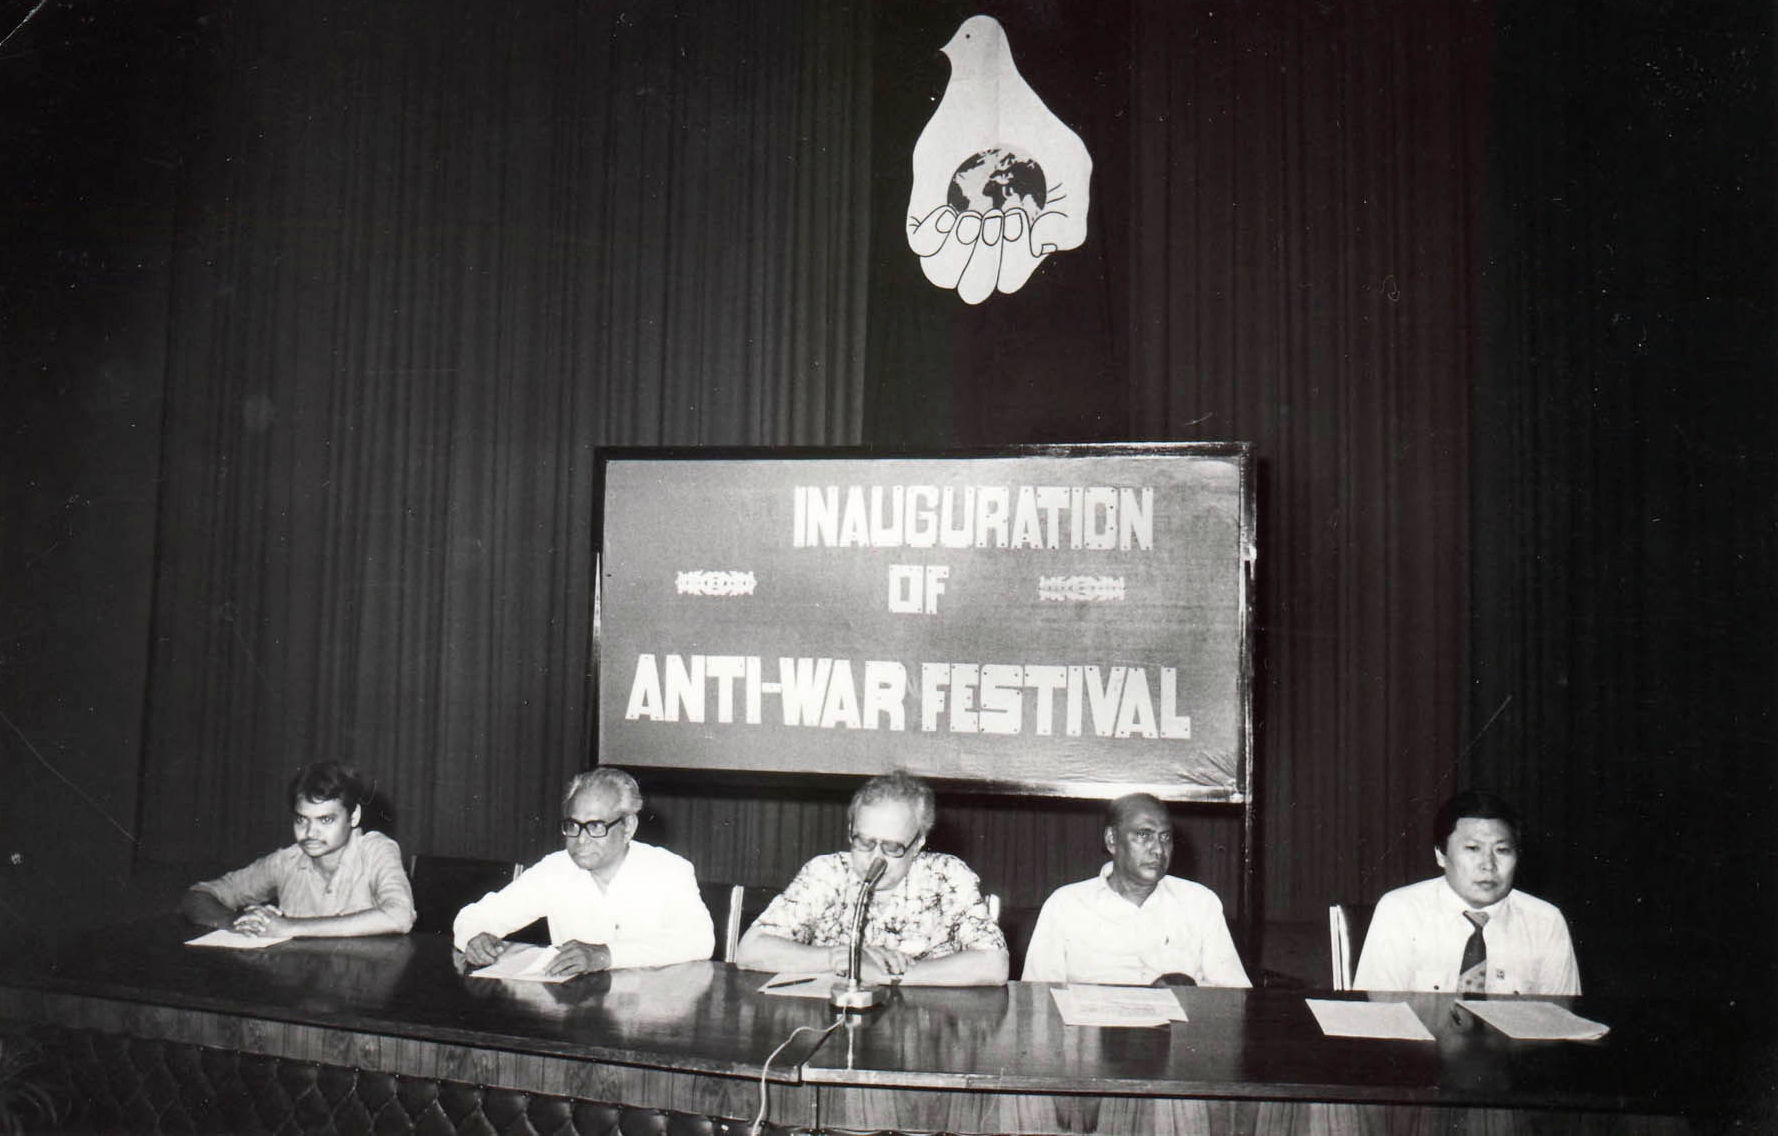 INAUGURATION
OF
ANTI-WAR FESTIVAL